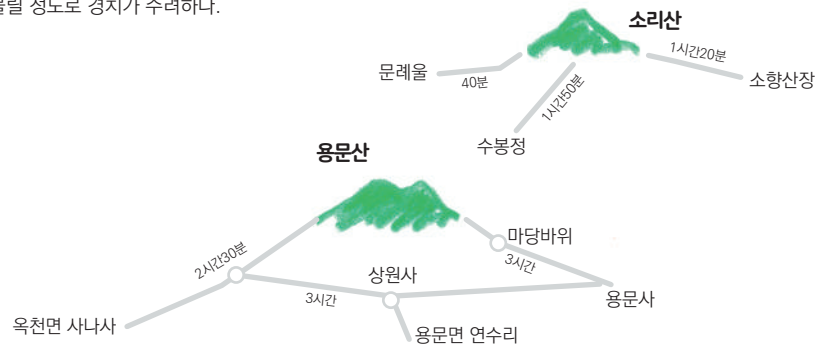 불릴 정도로 경치가 수려하다.
소리산
문례울
40분
1시간50분
1시간20분
소향산장
수봉정
용문산
마당바위
3시간
2시간30분
상원사
3시간
용문사
옥천면 사나사
용문면 연수리